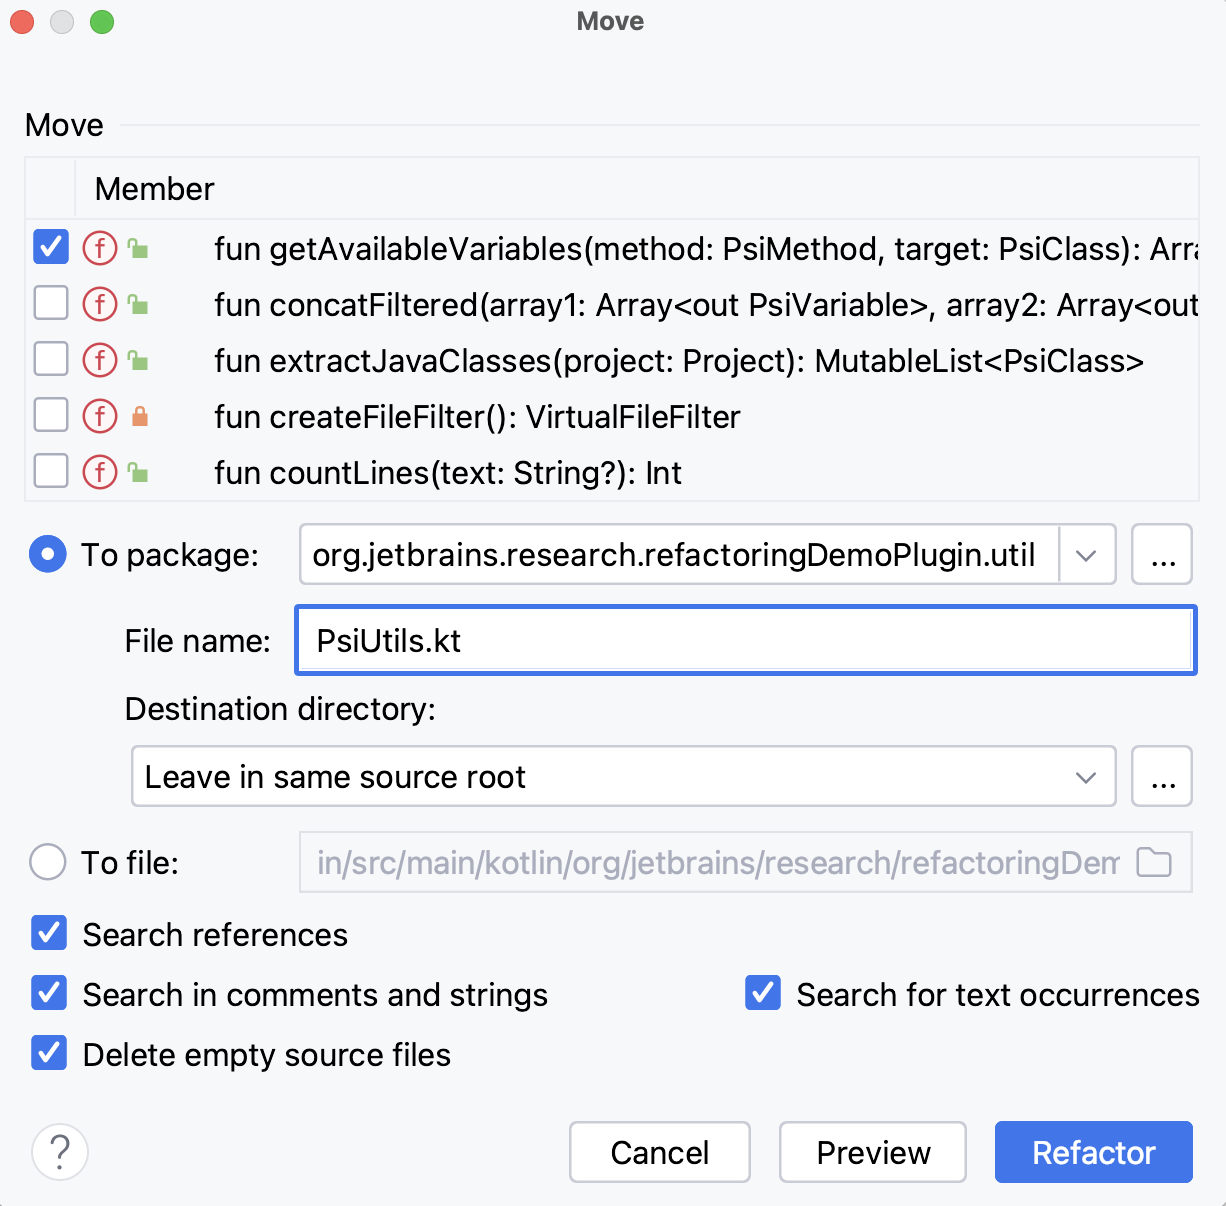 Move
Move
Member
fun getAvailableVariables(method: PsiMethod, target: PsiClass): Arra
fun concatFiltered(array1: Array<out PsiVariable>, array2: Array<out
fun extractJavaClasses(project: Project): MutableList<PsiClass>
fun createFileFilter(): VirtualFileFilter
fun countLines(text: String?): Int
To package: org.jetbrains.research.refactoringDemoPlugin.util ...
File name: PsiUtils.kt
Destination directory:
Leave in same source root ...
To file: in/src/main/kotlin/org/jetbrains/research/refactoringDem
Search references
Search in comments and strings Search for text occurrences
Delete empty source files
? Cancel Preview Refactor